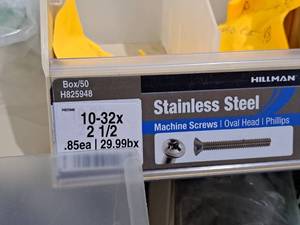 Box/50
H825948
HILLMAN
10-32x
2 1/2
.85ea | 29.99bx
Stainless Steel
Machine Screws | Oval Head | Phillips